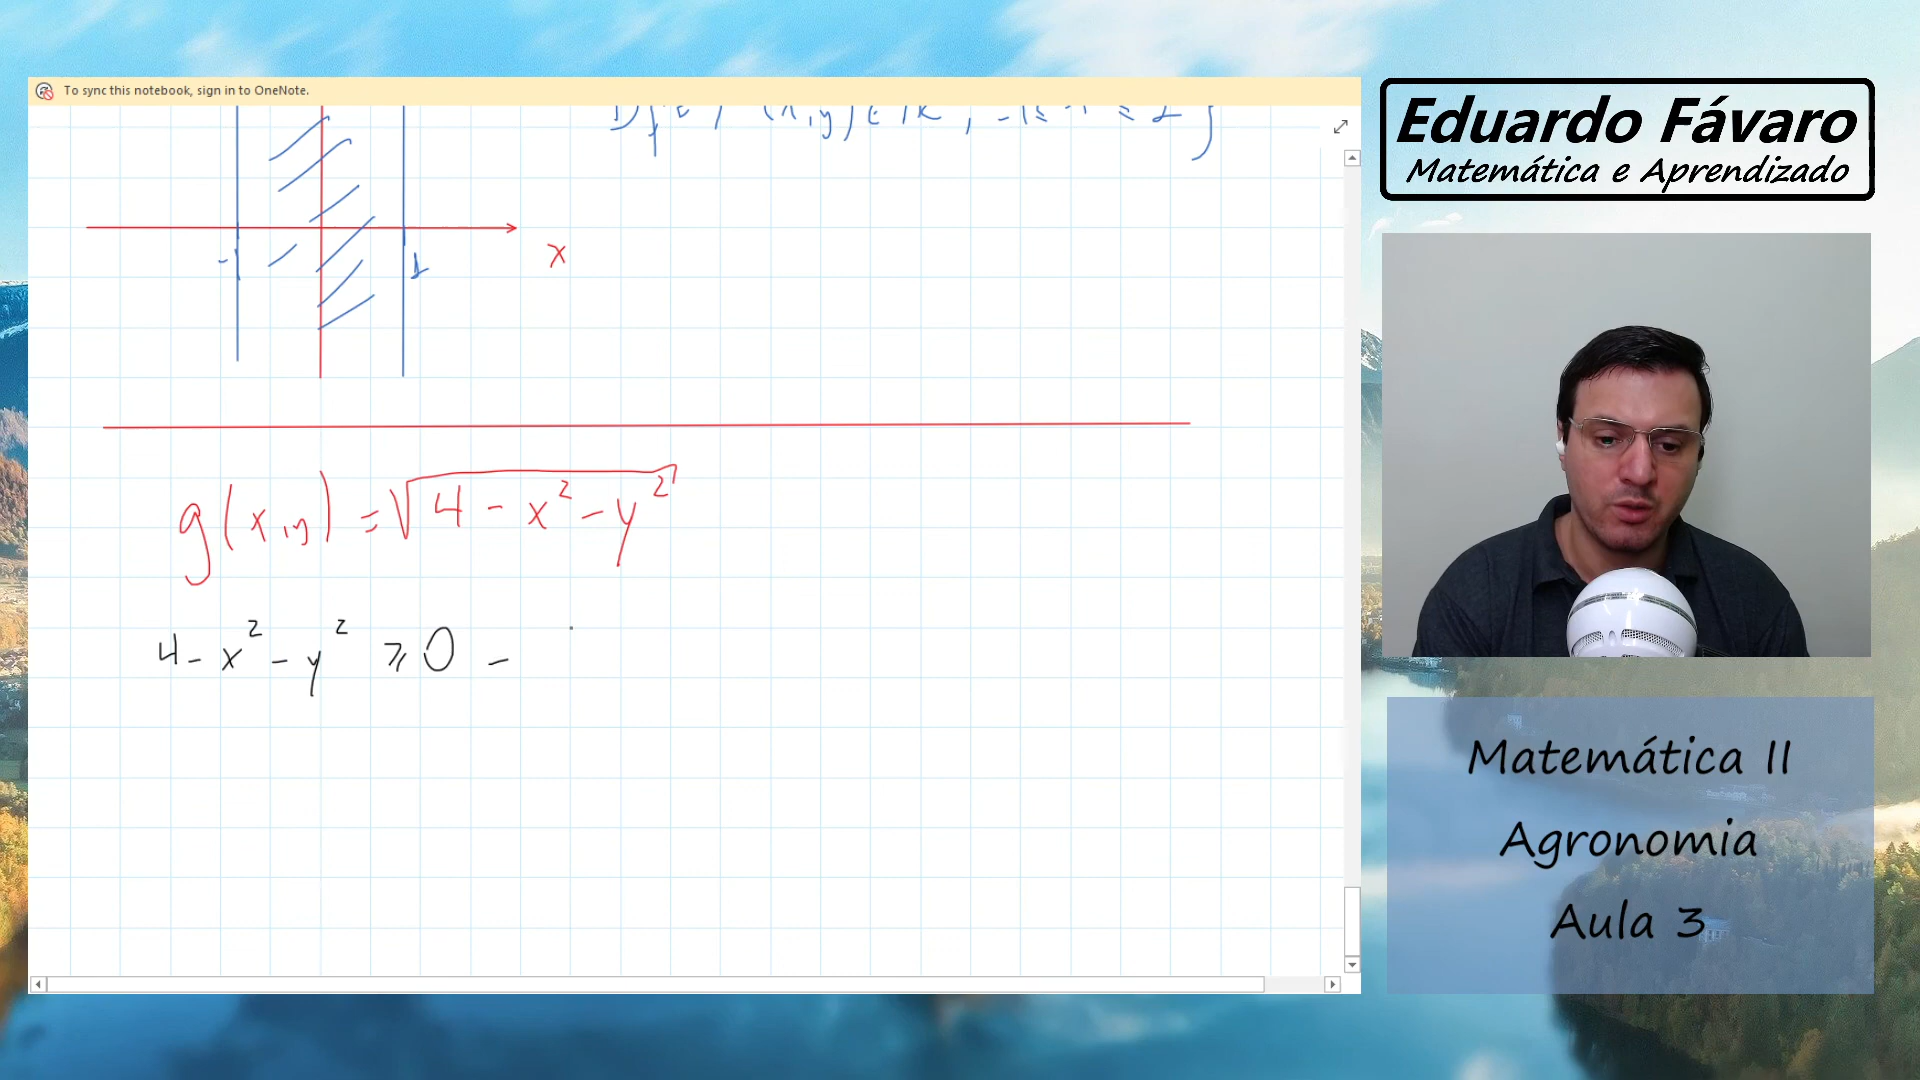 To sync this notebook, sign in to OneNote.
-1 1
x
g(x,y) = √4 - x² - y²
4 - x² - y² ⩾ 0 -
Eduardo Fávaro
Matemática e Aprendizado
Matemática II
Agronomia
Aula 3